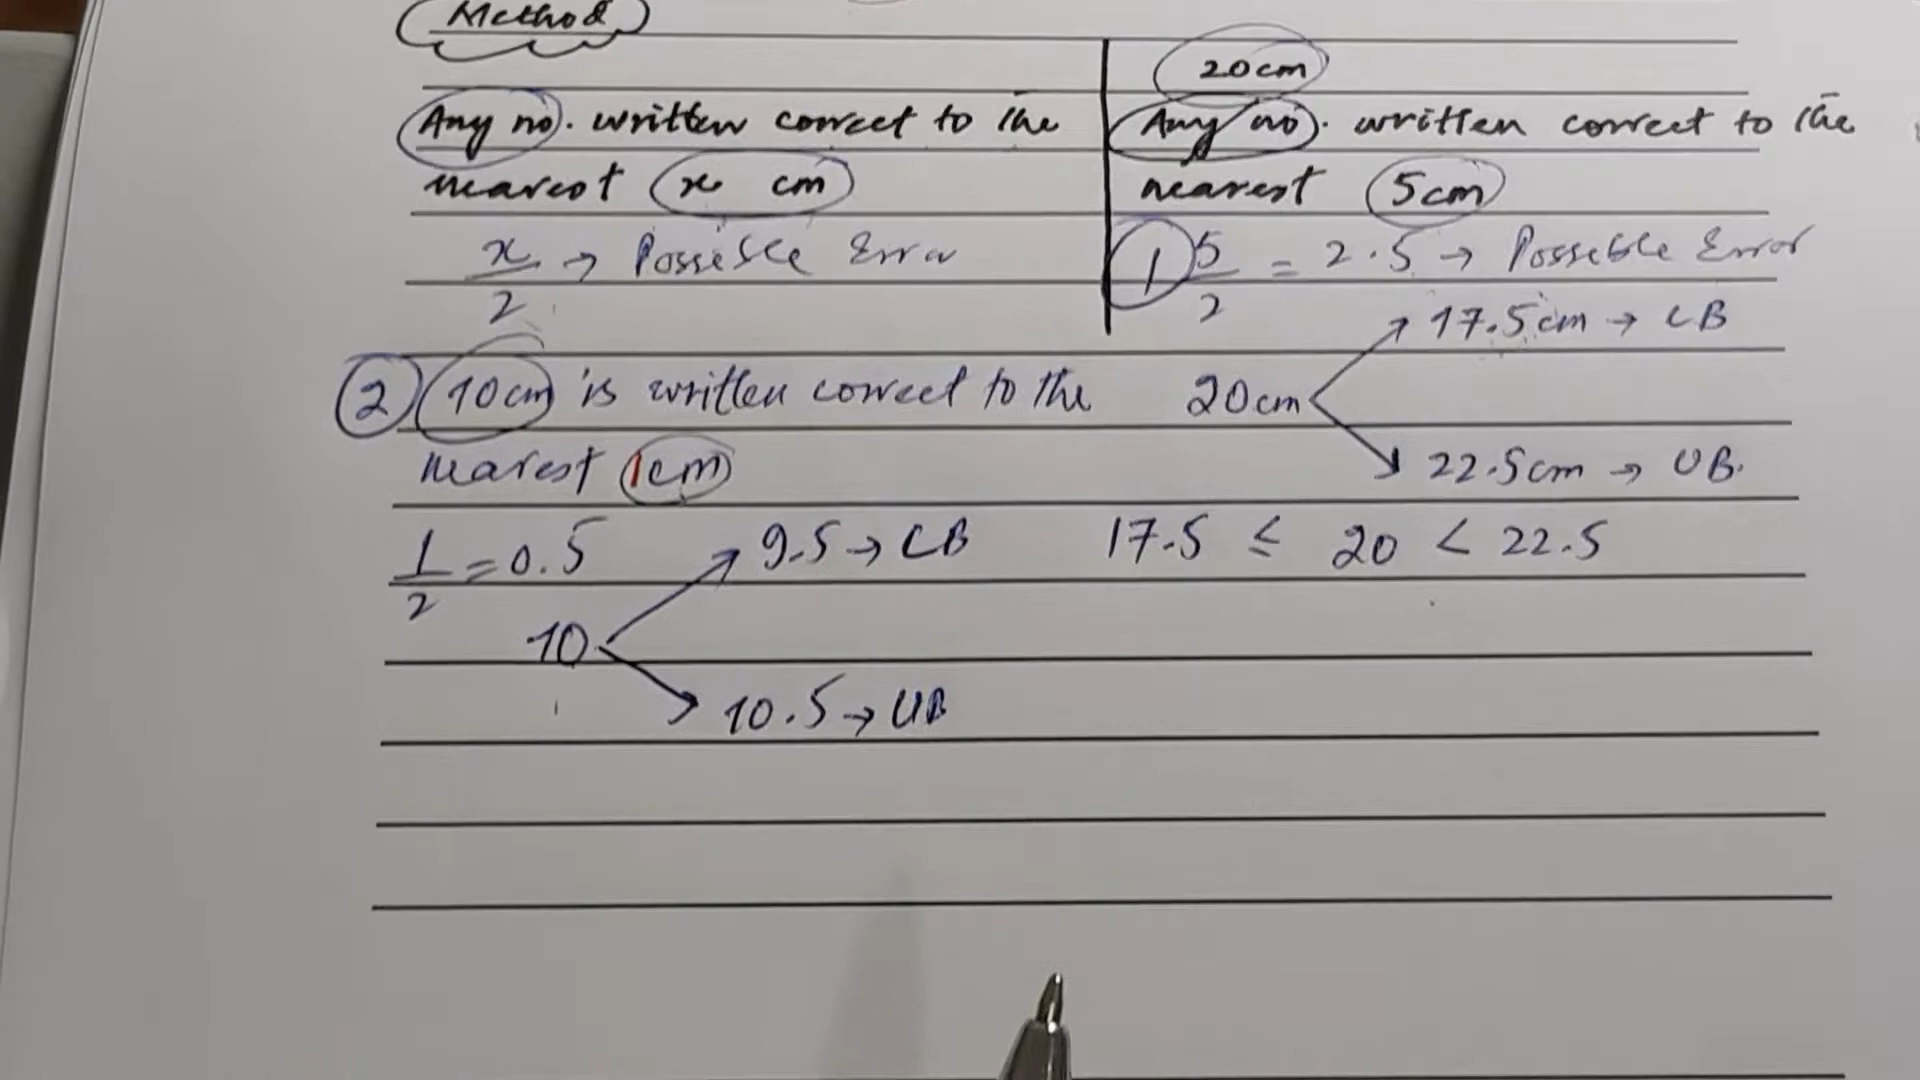 Method
Any no. written correct to the
nearest x cm
x/2 → Possible Error
20cm
Any no. written correct to the
nearest 5cm
1 5/2 = 2.5 → Possible Error
20cm
17.5cm → LB
22.5cm → UB.
17.5 ≤ 20 < 22.5
2 10cm is written correct to the
nearest 1cm
1/2 = 0.5
10
9.5 → LB
10.5 → UB